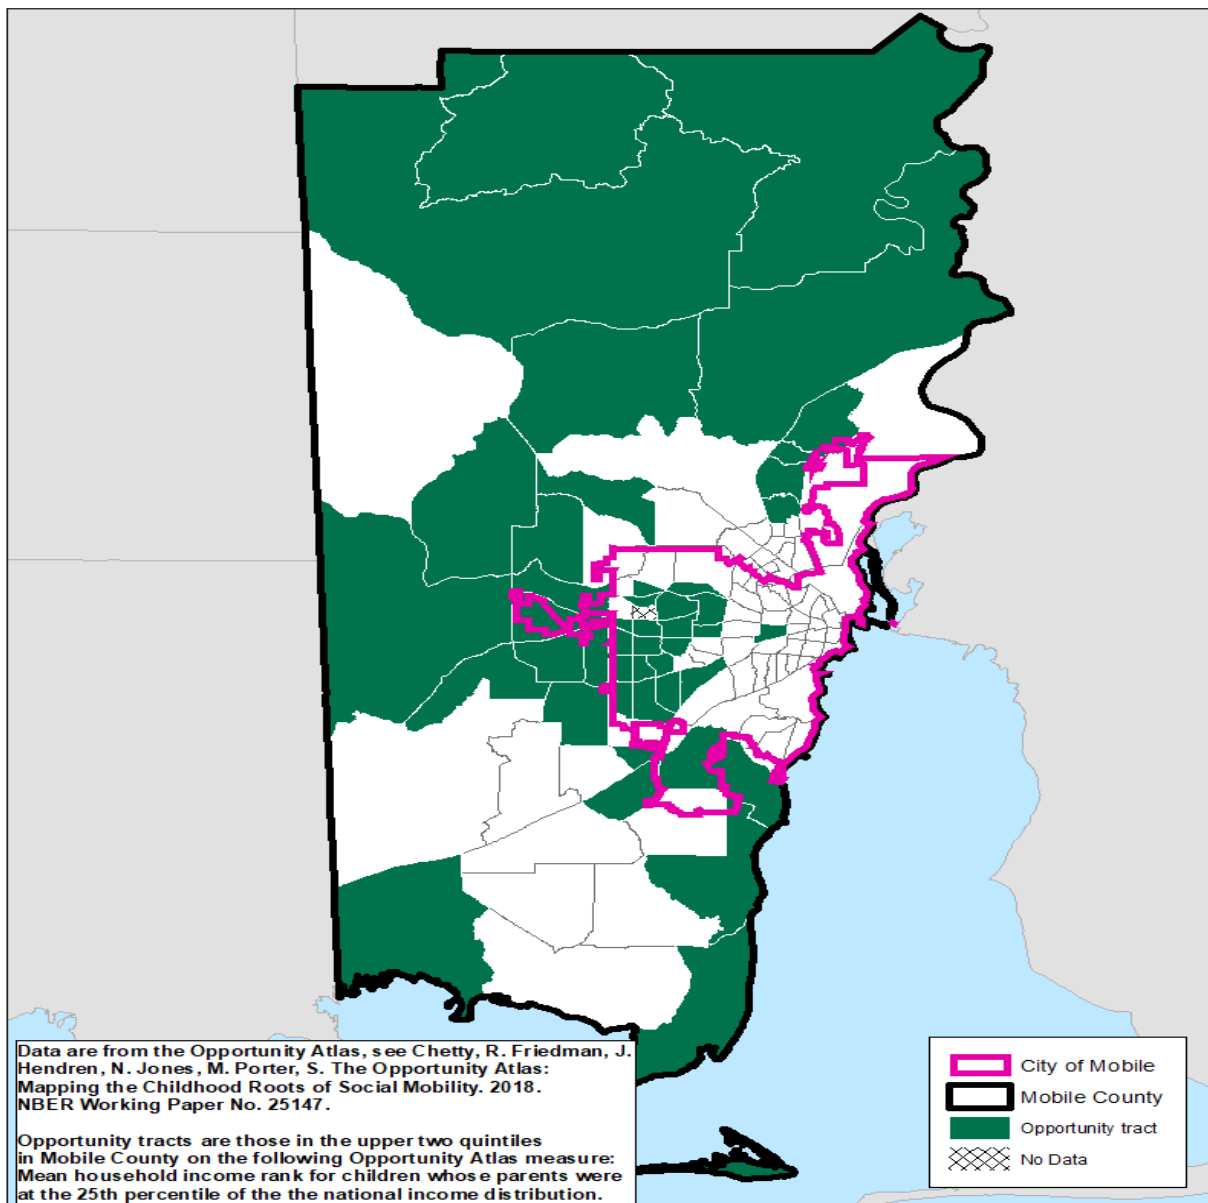 Data are from the Opportunity Atlas, see Chetty, R. Friedman, J.
Hendren, N. Jones, M. Porter, S. The Opportunity Atlas:
Mapping the Childhood Roots of Social Mobility. 2018.
NBER Working Paper No. 25147.
Opportunity tracts are those in the upper two quintiles
in Mobile County on the following Opportunity Atlas measure:
Mean household income rank for children whose parents were
at the 25th percentile of the the national income distribution.
City of Mobile
Mobile County
Opportunity tract
No Data